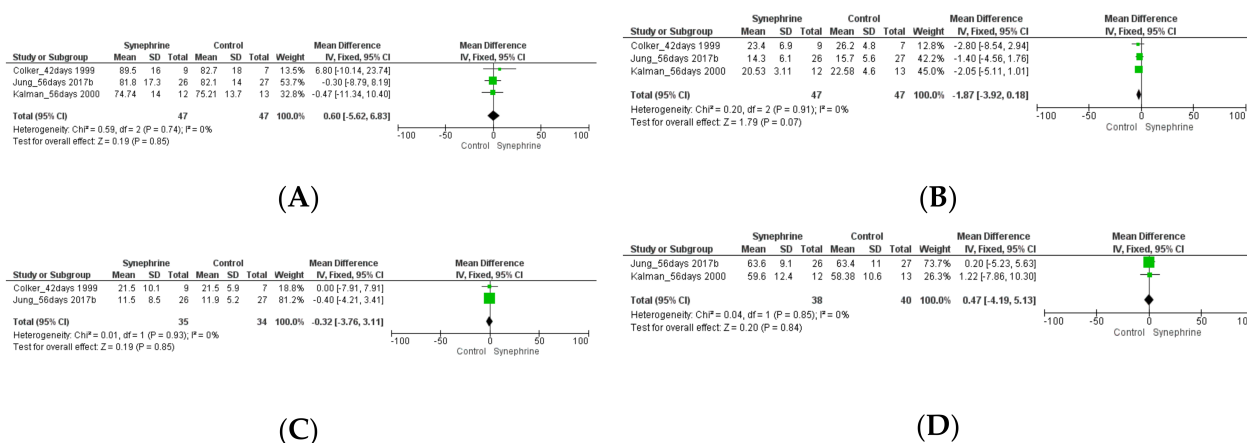 Synephrine Control Mean Difference Mean Difference
Study or Subgroup Mean SD Total Mean SD Total Weight IV, Fixed, 95% CI IV, Fixed, 95% CI
Colker_42days 1999 89.5 16 9 82.7 18 7 13.5% 6.80 [-10.14, 23.74]
Jung_56days 2017b 81.8 17.3 26 82.1 14 27 53.7% -0.30 [-8.79, 8.19]
Kalman_56days 2000 74.74 14 12 75.21 13.7 13 32.8% -0.47 [-11.34, 10.40]
Total (95% CI) 47 47 100.0% 0.60 [-5.62, 6.83]
Heterogeneity: Chi² = 0.59, df = 2 (P = 0.74); I² = 0%
Test for overall effect: Z = 0.19 (P = 0.85)
-100 -50 0 50 100
Control Synephrine
(A)
Synephrine Control Mean Difference Mean Difference
Study or Subgroup Mean SD Total Mean SD Total Weight IV, Fixed, 95% CI IV, Fixed, 95% CI
Colker_42days 1999 23.4 6.9 9 26.2 4.8 7 12.8% -2.80 [-8.54, 2.94]
Jung_56days 2017b 14.3 6.1 26 15.7 5.6 27 42.2% -1.40 [-4.56, 1.76]
Kalman_56days 2000 20.53 3.11 12 22.58 4.6 13 45.0% -2.05 [-5.11, 1.01]
Total (95% CI) 47 47 100.0% -1.87 [-3.92, 0.18]
Heterogeneity: Chi² = 0.20, df = 2 (P = 0.91); I² = 0%
Test for overall effect: Z = 1.79 (P = 0.07)
-100 -50 0 50 100
Control Synephrine
(B)
Synephrine Control Mean Difference Mean Difference
Study or Subgroup Mean SD Total Mean SD Total Weight IV, Fixed, 95% CI IV, Fixed, 95% CI
Colker_42days 1999 21.5 10.1 9 21.5 5.9 7 18.8% 0.00 [-7.91, 7.91]
Jung_56days 2017b 11.5 8.5 26 11.9 5.2 27 81.2% -0.40 [-4.21, 3.41]
Total (95% CI) 35 34 100.0% -0.32 [-3.76, 3.11]
Heterogeneity: Chi² = 0.01, df = 1 (P = 0.93); I² = 0%
Test for overall effect: Z = 0.19 (P = 0.85)
-100 -50 0 50 100
Control Synephrine
(C)
Synephrine Control Mean Difference Mean Difference
Study or Subgroup Mean SD Total Mean SD Total Weight IV, Fixed, 95% CI IV, Fixed, 95% CI
Jung_56days 2017b 63.6 9.1 26 63.4 11 27 73.7% 0.20 [-5.23, 5.63]
Kalman_56days 2000 59.6 12.4 12 58.38 10.6 13 26.3% 1.22 [-7.86, 10.30]
Total (95% CI) 38 40 100.0% 0.47 [-4.19, 5.13]
Heterogeneity: Chi² = 0.04, df = 1 (P = 0.85); I² = 0%
Test for overall effect: Z = 0.20 (P = 0.84)
-100 -50 0 50 100
Control Synephrine
(D)